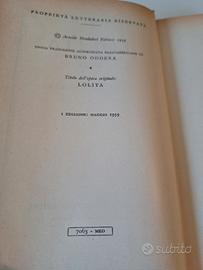 PROPRIETÀ LETTERARIA RISERVATA
© Arnoldo Mondadori Editore 1959
UNICA TRADUZIONE AUTORIZZATA DALL'AMERICANO DI
BRUNO ODDERA
Titolo dell'opera originale:
LOLITA
I EDIZIONE: MAGGIO 1959
7063 - MEO
subito